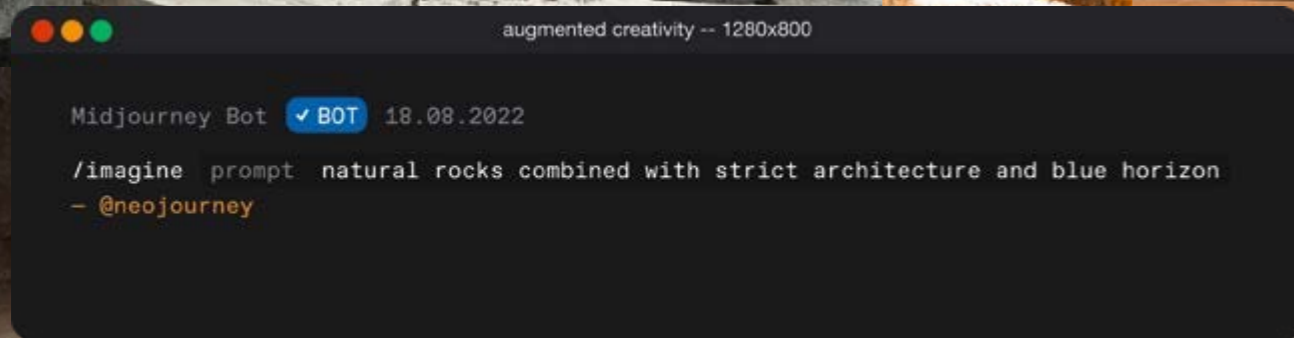 augmented creativity -- 1280x800
Midjourney Bot ✓ BOT 18.08.2022
/imagine prompt natural rocks combined with strict architecture and blue horizon
— @neojourney